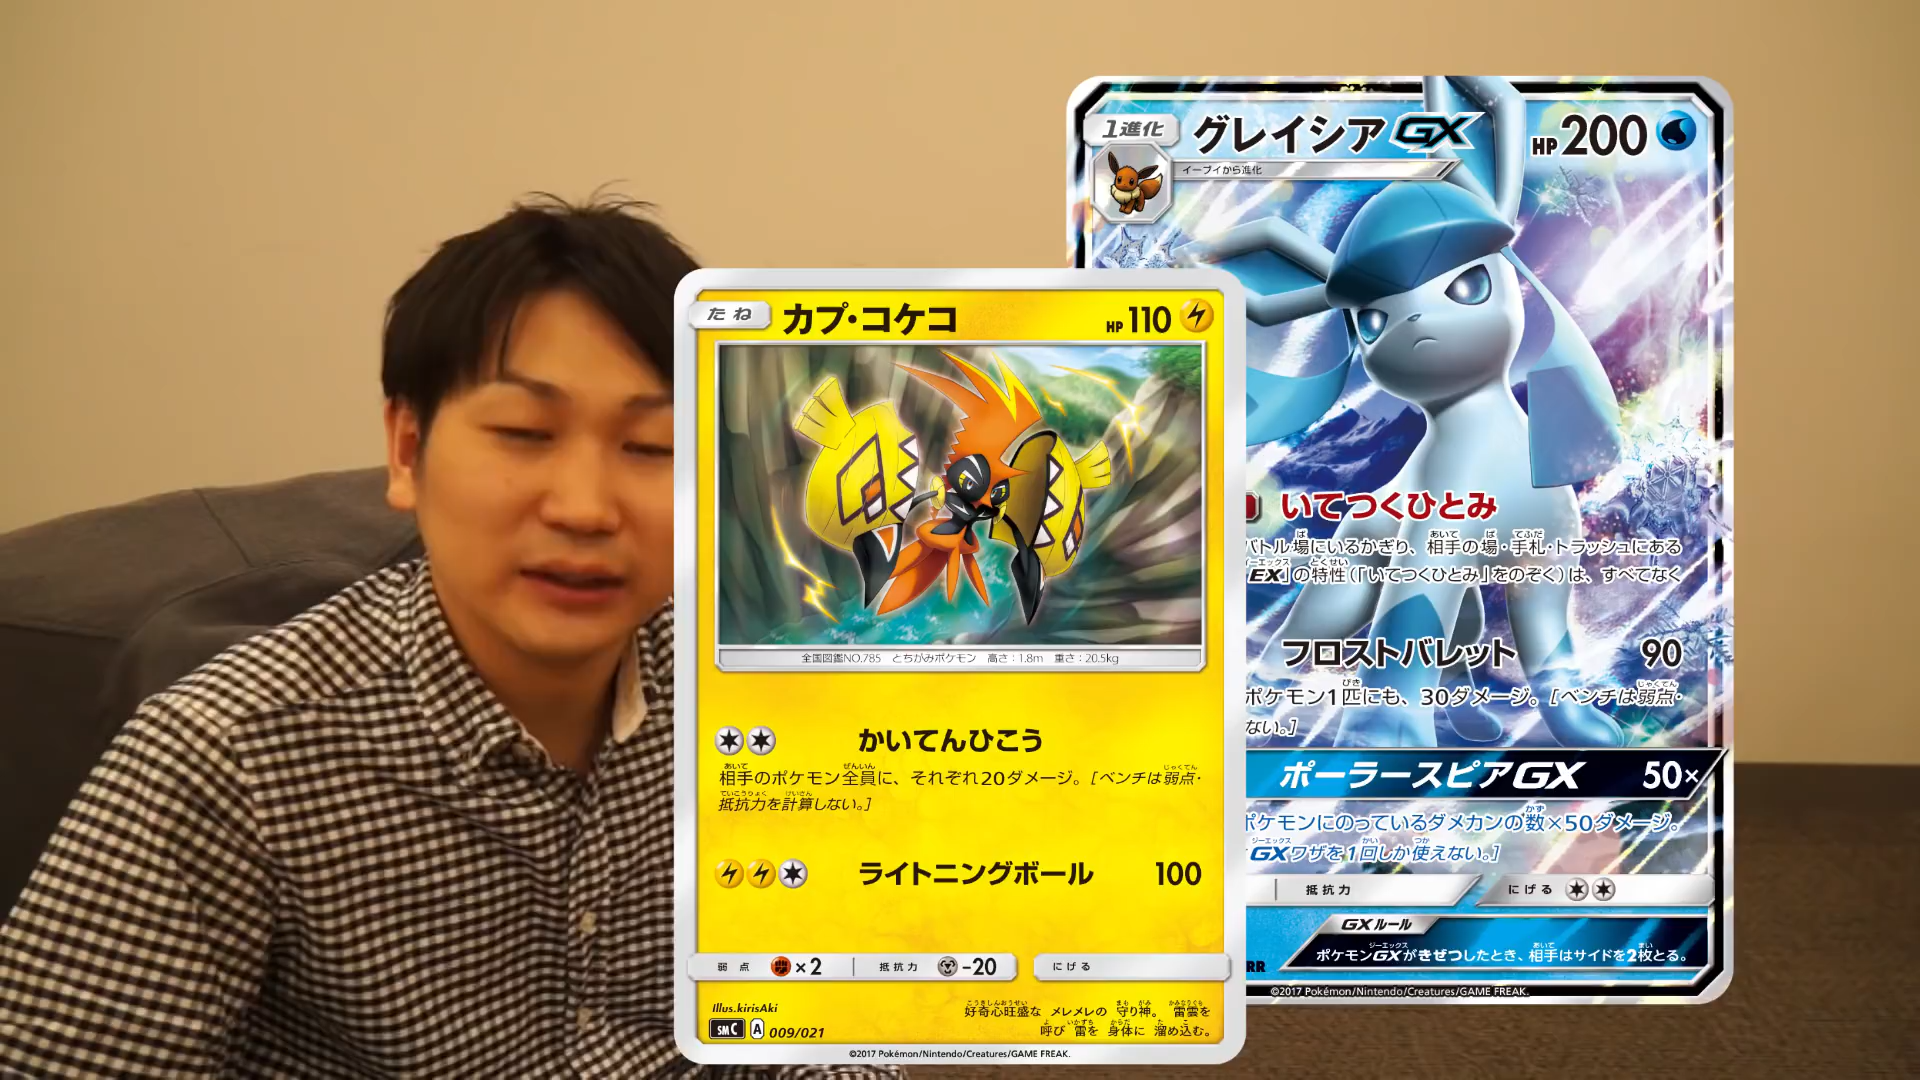 たね カプ・コケコ HP110
全国図鑑NO.785 とちがみポケモン 高さ:1.8m 重さ:20.5kg
かいてんひこう
相手のポケモン全員に、それぞれ20ダメージ。[ベンチは弱点・
抵抗力を計算しない。]
ライトニングボール 100
弱点 ×2 抵抗力 -20 にげる
Illus.kirisAki
好奇心旺盛な メレメレの 守り神。 雷雲を
呼び 雷を 身体に 溜め込む。
SMC A 009/021
©2017 Pokémon/Nintendo/Creatures/GAME FREAK.
1進化 グレイシアGX HP200
イーブイから進化
いてつくひとみ
バトル場にいるかぎり、相手の場・手札・トラッシュにある
EX」の特性(「いてつくひとみ」をのぞく)は、すべてなく
フロストバレット 90
ポケモン1匹にも、30ダメージ。[ベンチは弱点・
ない。]
ポーラースピアGX 50×
ポケモンにのっているダメカンの数×50ダメージ。
GXワザを1回しか使えない。]
抵抗力 にげる
GXルール
ポケモンGXがきぜつしたとき、相手はサイドを2枚とる。
RR
©2017 Pokémon/Nintendo/Creatures/GAME FREAK.